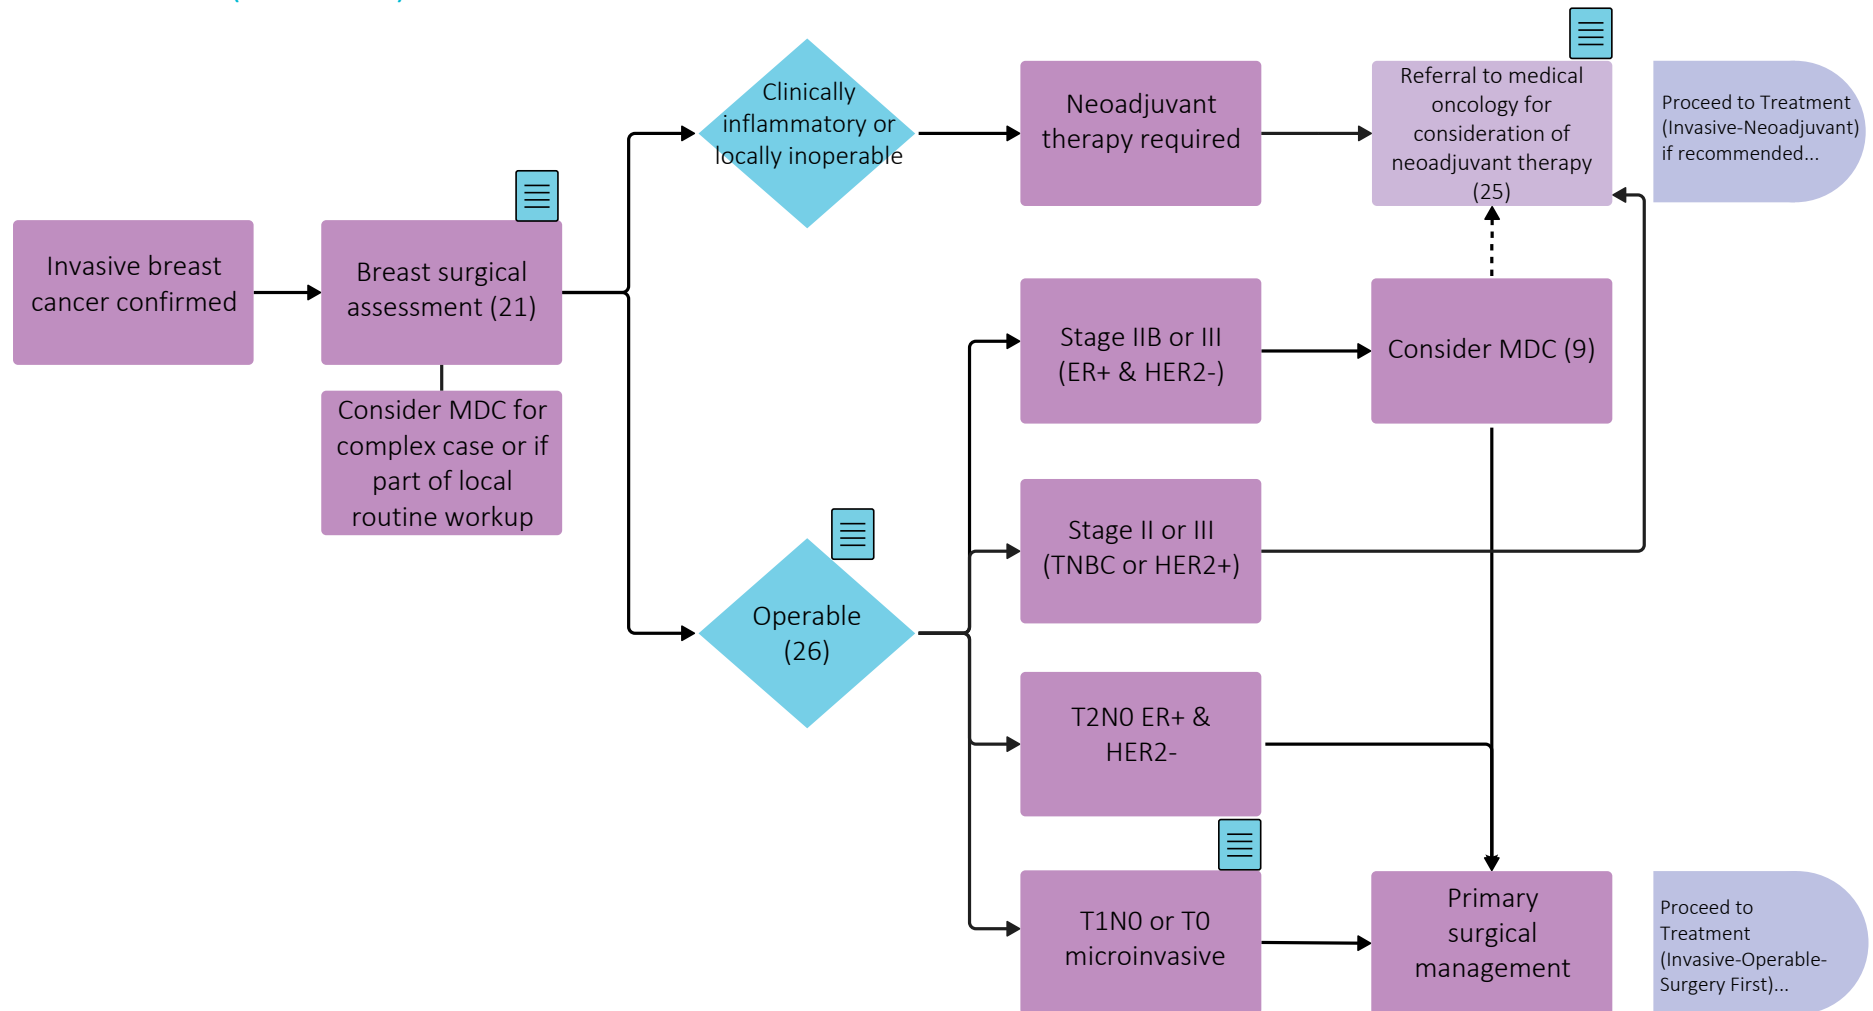 Clinically
inflammatory or
locally inoperable
Neoadjuvant
therapy required
Referral to medical
oncology for
consideration of
neoadjuvant therapy
(25)
Proceed to Treatment
(Invasive-Neoadjuvant)
if recommended...
Invasive breast
cancer confirmed
Breast surgical
assessment (21)
Consider MDC for
complex case or if
part of local
routine workup
Stage IIB or III
(ER+ & HER2-)
Consider MDC (9)
Stage II or III
(TNBC or HER2+)
Operable
(26)
T2N0 ER+ &
HER2-
T1N0 or T0
microinvasive
Primary
surgical
management
Proceed to
Treatment
(Invasive-Operable-
Surgery First)...